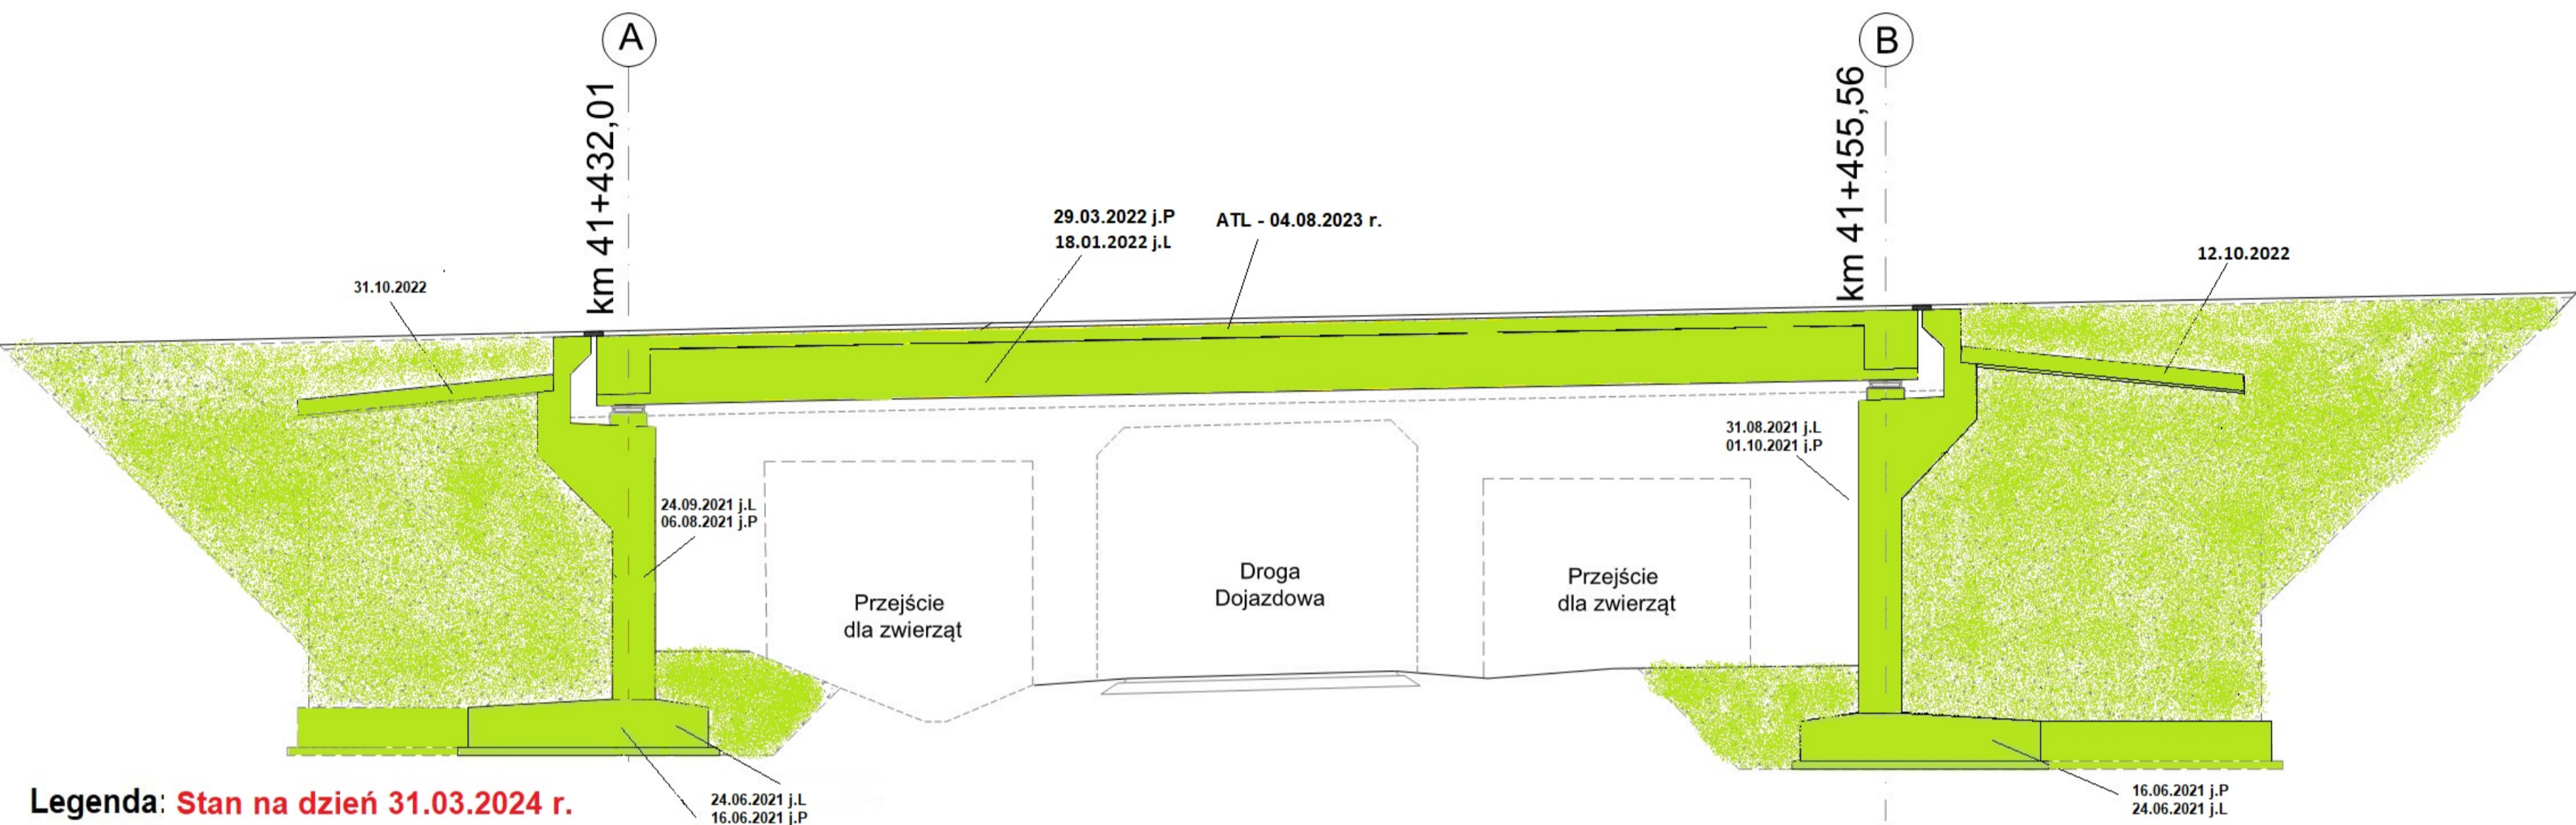 A
B
km 41+432,01
km 41+455,56
29.03.2022 j.P
18.01.2022 j.L
ATL - 04.08.2023 r.
12.10.2022
31.10.2022
31.08.2021 j.L
01.10.2021 j.P
24.09.2021 j.L
06.08.2021 j.P
Przejście
dla zwierząt
Droga
Dojazdowa
Przejście
dla zwierząt
Legenda: Stan na dzień 31.03.2024 r.
24.06.2021 j.L
16.06.2021 j.P
16.06.2021 j.P
24.06.2021 j.L